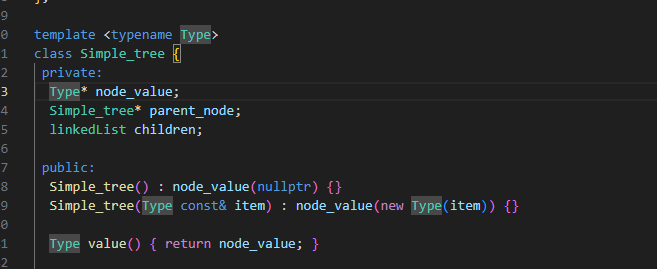 };
9
0 template <typename Type>
1 class Simple_tree {
2 private:
3 Type* node_value;
4 Simple_tree* parent_node;
5 linkedList children;
6
7 public:
8 Simple_tree() : node_value(nullptr) {}
9 Simple_tree(Type const& item) : node_value(new Type(item)) {}
0
1 Type value() { return node_value; }
2